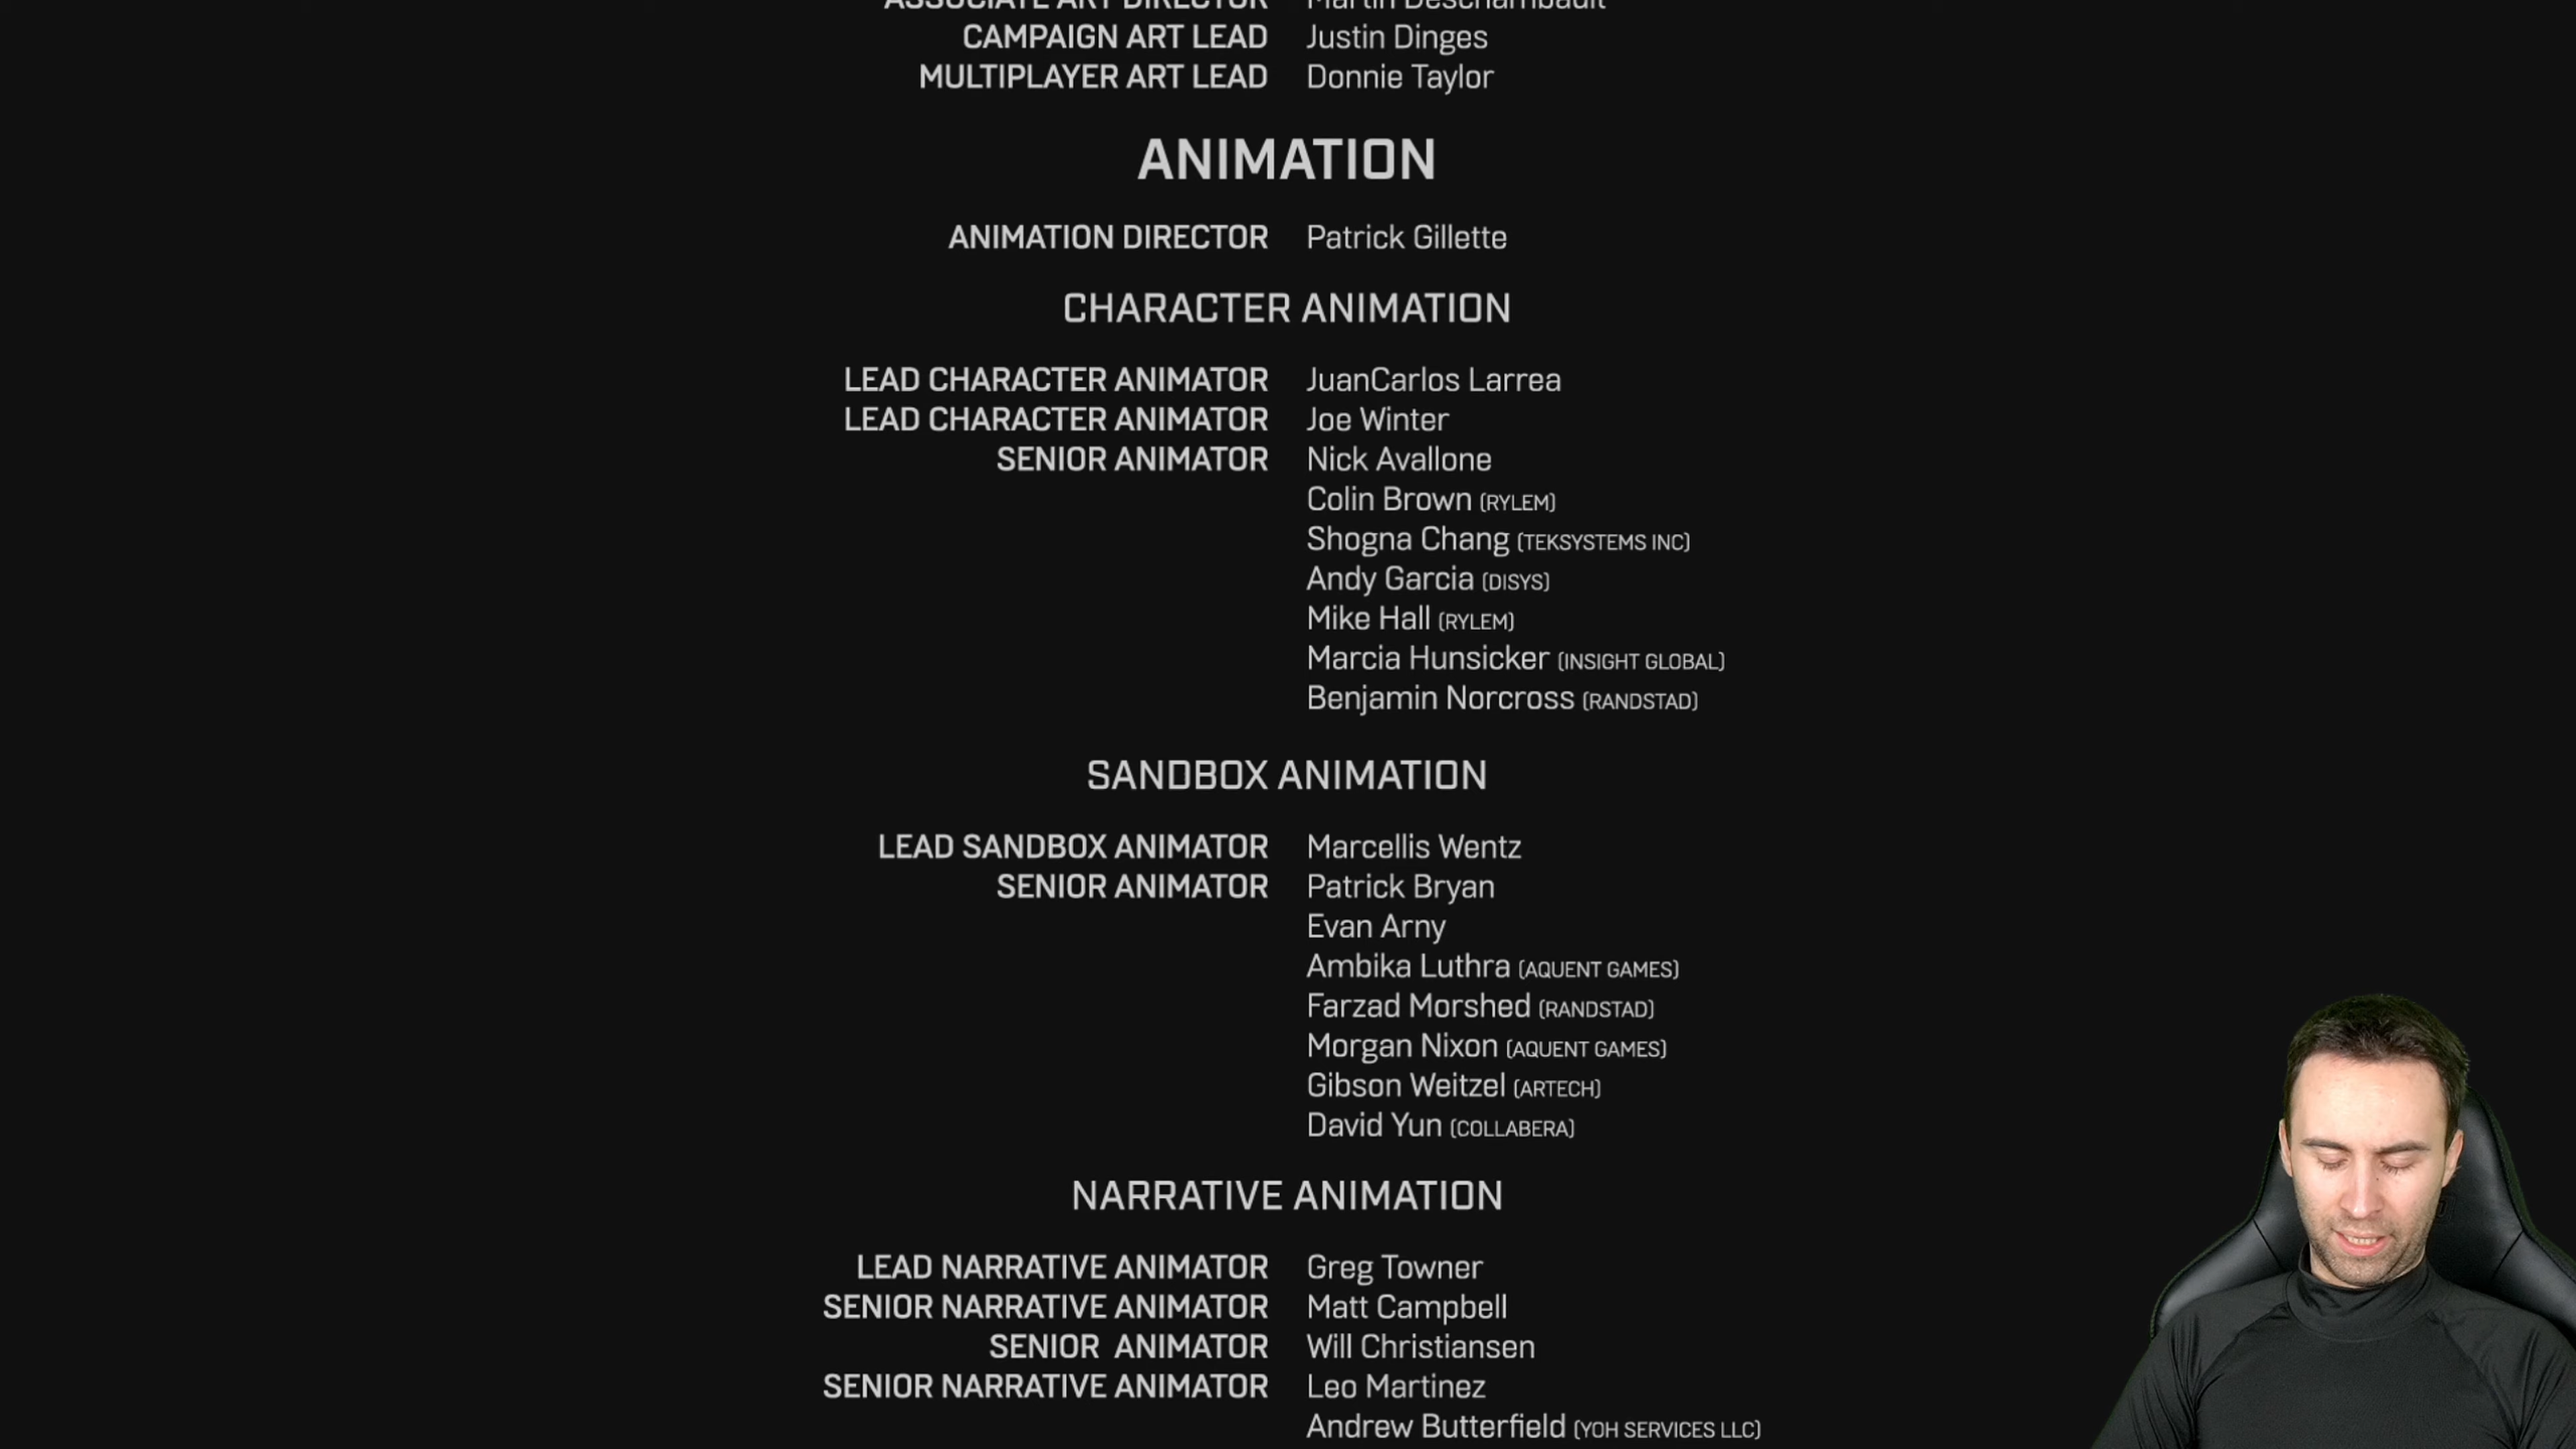 ASSOCIATE ART DIRECTOR Martin Deschambault
CAMPAIGN ART LEAD Justin Dinges
MULTIPLAYER ART LEAD Donnie Taylor
ANIMATION
ANIMATION DIRECTOR Patrick Gillette
CHARACTER ANIMATION
LEAD CHARACTER ANIMATOR JuanCarlos Larrea
LEAD CHARACTER ANIMATOR Joe Winter
SENIOR ANIMATOR Nick Avallone
Colin Brown (RYLEM)
Shogna Chang (TEKSYSTEMS INC)
Andy Garcia (DISYS)
Mike Hall (RYLEM)
Marcia Hunsicker (INSIGHT GLOBAL)
Benjamin Norcross (RANDSTAD)
SANDBOX ANIMATION
LEAD SANDBOX ANIMATOR Marcellis Wentz
SENIOR ANIMATOR Patrick Bryan
Evan Arny
Ambika Luthra (AQUENT GAMES)
Farzad Morshed (RANDSTAD)
Morgan Nixon (AQUENT GAMES)
Gibson Weitzel (ARTECH)
David Yun (COLLABERA)
NARRATIVE ANIMATION
LEAD NARRATIVE ANIMATOR Greg Towner
SENIOR NARRATIVE ANIMATOR Matt Campbell
SENIOR ANIMATOR Will Christiansen
SENIOR NARRATIVE ANIMATOR Leo Martinez
Andrew Butterfield (YOH SERVICES LLC)